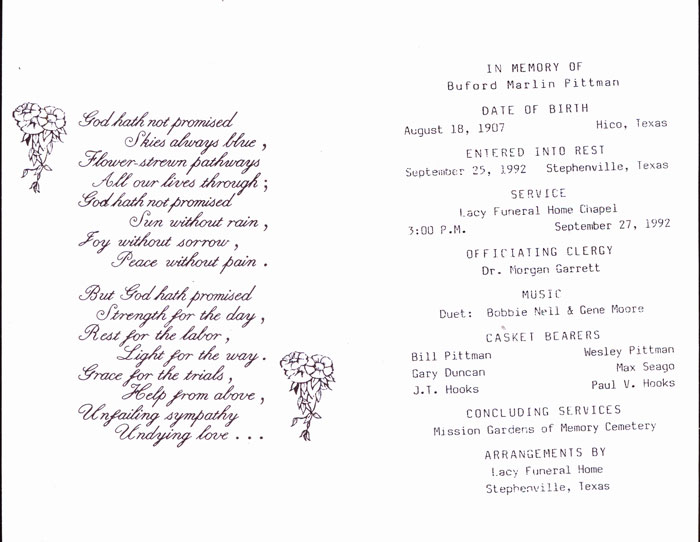 God hath not promised
Skies always blue,
Flower-strewn pathways
All our lives through;
God hath not promised
Sun without rain,
Joy without sorrow,
Peace without pain.
But God hath promised
Strength for the day,
Rest for the labor,
Light for the way.
Grace for the trials,
Help from above,
Unfailing sympathy
Undying love...
IN MEMORY OF
Buford Marlin Pittman
DATE OF BIRTH
August 18, 1907 Hico, Texas
ENTERED INTO REST
September 25, 1992 Stephenville, Texas
SERVICE
Lacy Funeral Home Chapel
3:00 P.M. September 27, 1992
OFFICIATING CLERGY
Dr. Morgan Garrett
MUSIC
Duet: Bobbie Neil & Gene Moore
CASKET BEARERS
Bill Pittman Wesley Pittman
Gary Duncan Max Seago
J.T. Hooks Paul V. Hooks
CONCLUDING SERVICES
Mission Gardens of Memory Cemetery
ARRANGEMENTS BY
Lacy Funeral Home
Stephenville, Texas